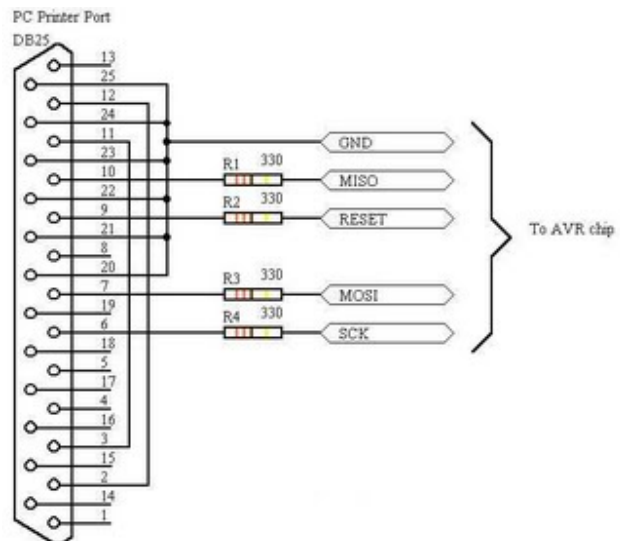 PC Printer Port
DB25
13
25
12
24
11
23
10
22
9
21
8
20
7
19
6
18
5
17
4
16
3
15
2
14
1
GND
R1 330
MISO
R2 330
RESET
R3 330
MOSI
R4 330
SCK
To AVR chip